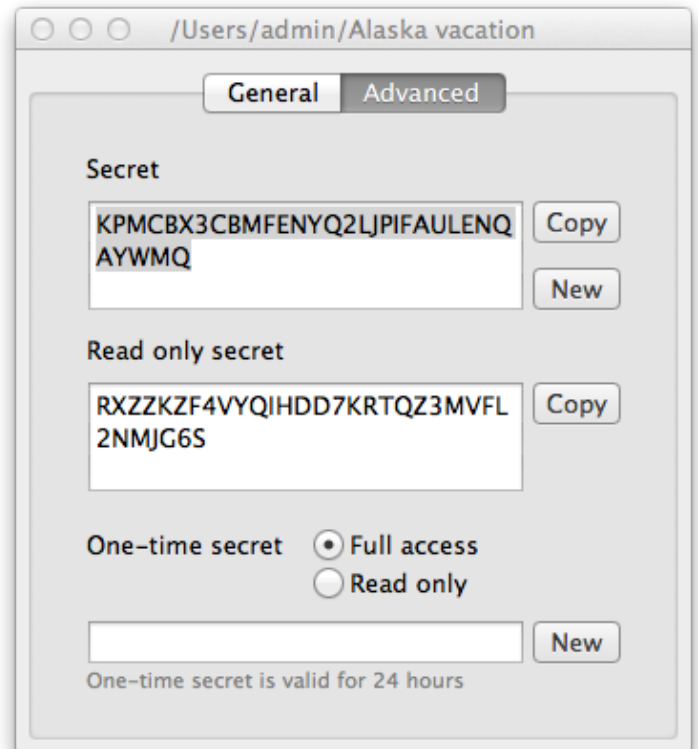 /Users/admin/Alaska vacation
General Advanced
Secret
KPMCBX3CBMFENYQ2LJPIFAULENQ
AYWMQ
Copy
New
Read only secret
RXZZKZF4VYQIHDD7KRTQZ3MVFL
2NMJG6S
Copy
One-time secret Full access
Read only
New
One-time secret is valid for 24 hours